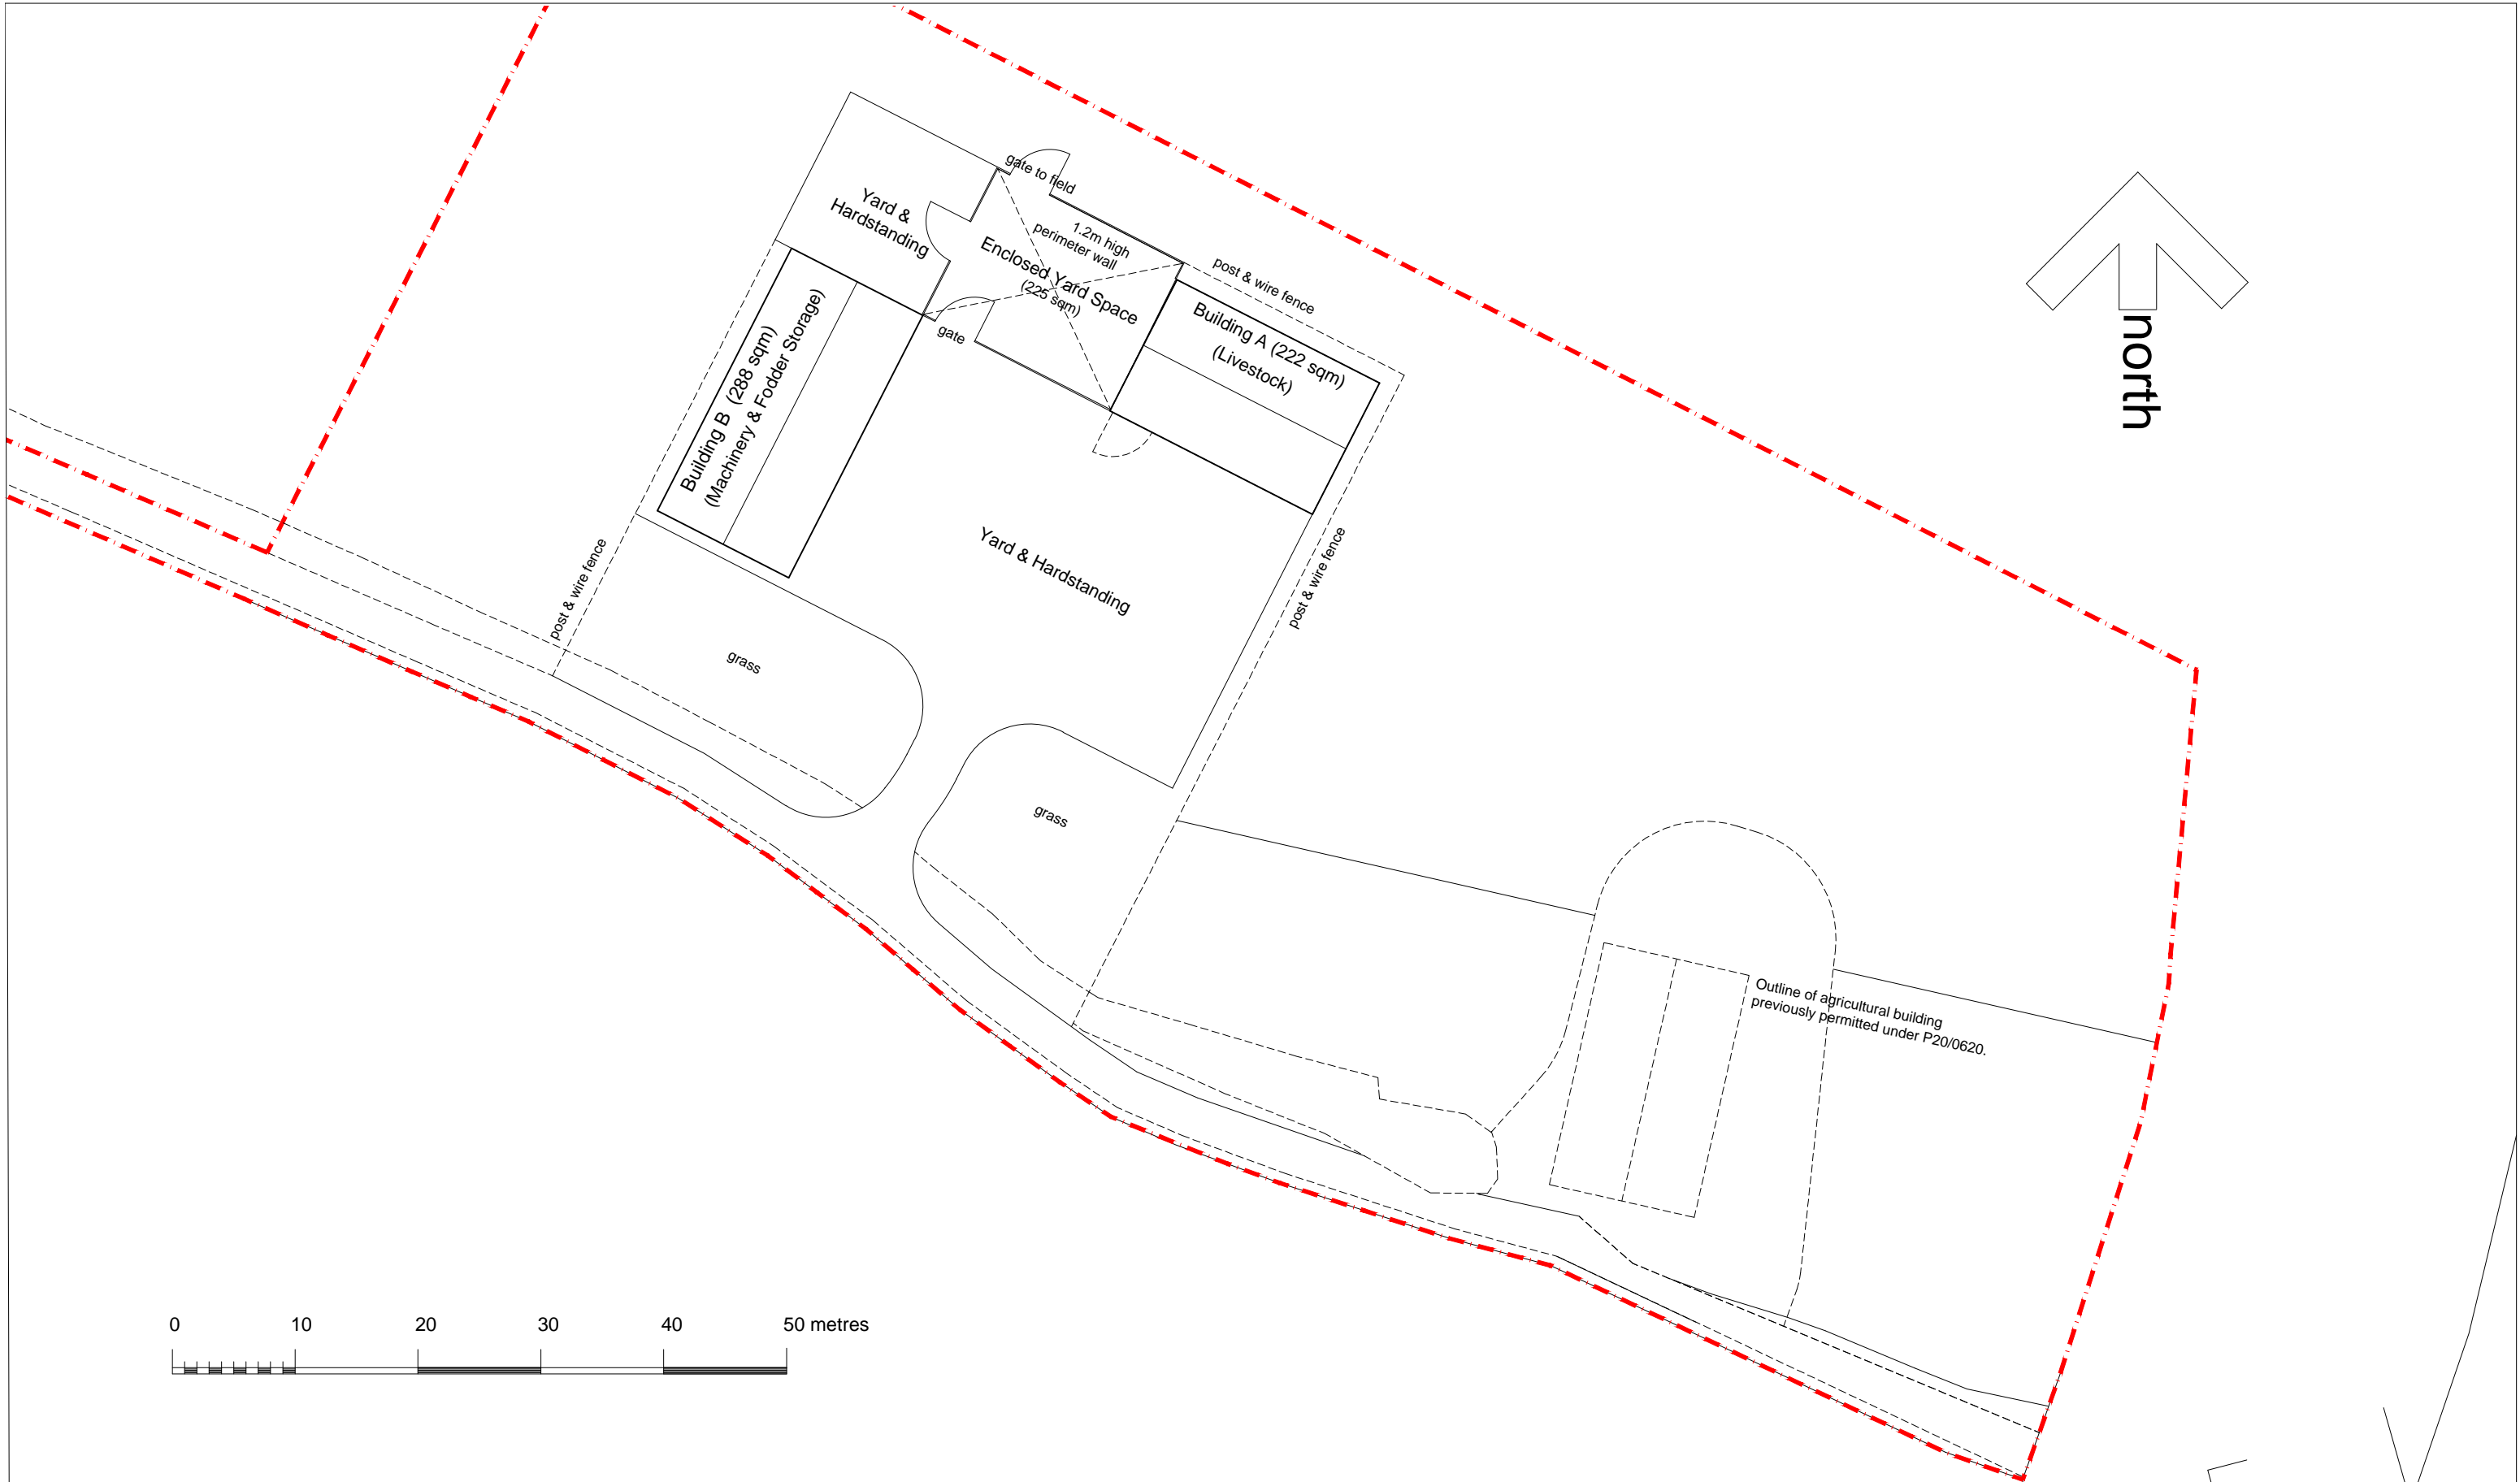 gate to field
Yard &
Hardstanding
1.2m high
perimeter wall
Enclosed Yard Space
(225 sqm)
post & wire fence
gate
Building A (222 sqm)
(Livestock)
Building B (288 sqm)
(Machinery & Fodder Storage)
north
Yard & Hardstanding
post & wire fence
post & wire fence
grass
grass
Outline of agricultural building
previously permitted under P20/0620.
0 10 20 30 40 50 metres